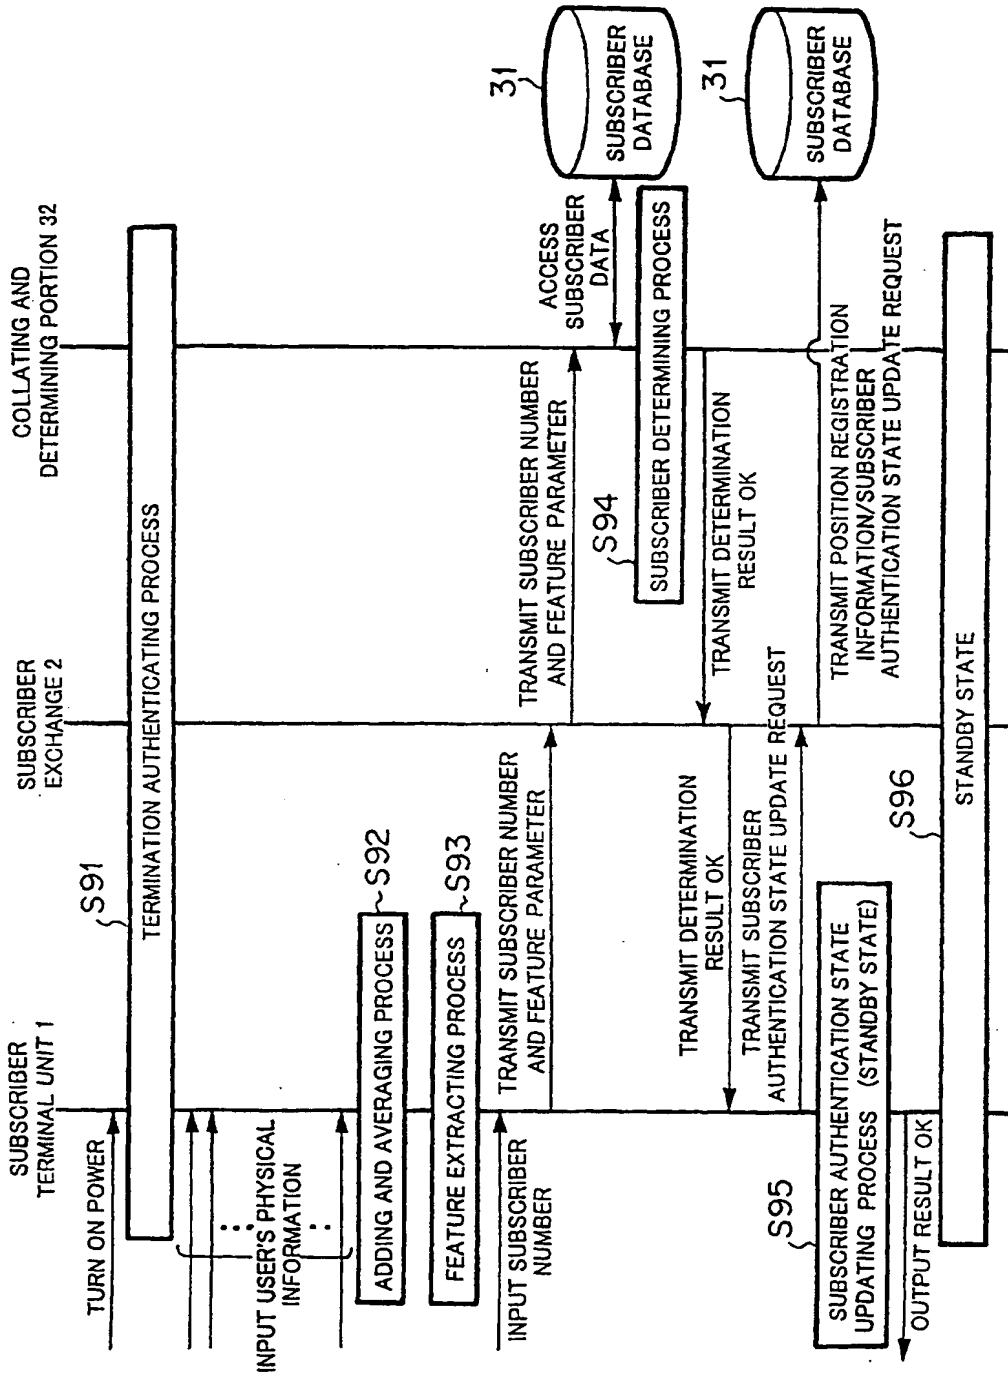 SUBSCRIBER
TERMINAL UNIT 1
SUBSCRIBER
EXCHANGE 2
COLLATING AND
DETERMINING PORTION 32
TURN ON POWER
S91
TERMINATION AUTHENTICATING PROCESS
INPUT USER'S PHYSICAL
INFORMATION
ADDING AND AVERAGING PROCESS
S92
FEATURE EXTRACTING PROCESS
S93
INPUT SUBSCRIBER
NUMBER
TRANSMIT SUBSCRIBER NUMBER
AND FEATURE PARAMETER
TRANSMIT SUBSCRIBER NUMBER
AND FEATURE PARAMETER
ACCESS
SUBSCRIBER
DATA
31
SUBSCRIBER
DATABASE
S94
SUBSCRIBER DETERMINING PROCESS
TRANSMIT DETERMINATION
RESULT OK
TRANSMIT DETERMINATION
RESULT OK
TRANSMIT SUBSCRIBER
AUTHENTICATION STATE UPDATE REQUEST
31
SUBSCRIBER
DATABASE
TRANSMIT POSITION REGISTRATION
INFORMATION/SUBSCRIBER
AUTHENTICATION STATE UPDATE REQUEST
S95
SUBSCRIBER AUTHENTICATION STATE
UPDATING PROCESS (STANDBY STATE)
OUTPUT RESULT OK
S96
STANDBY STATE